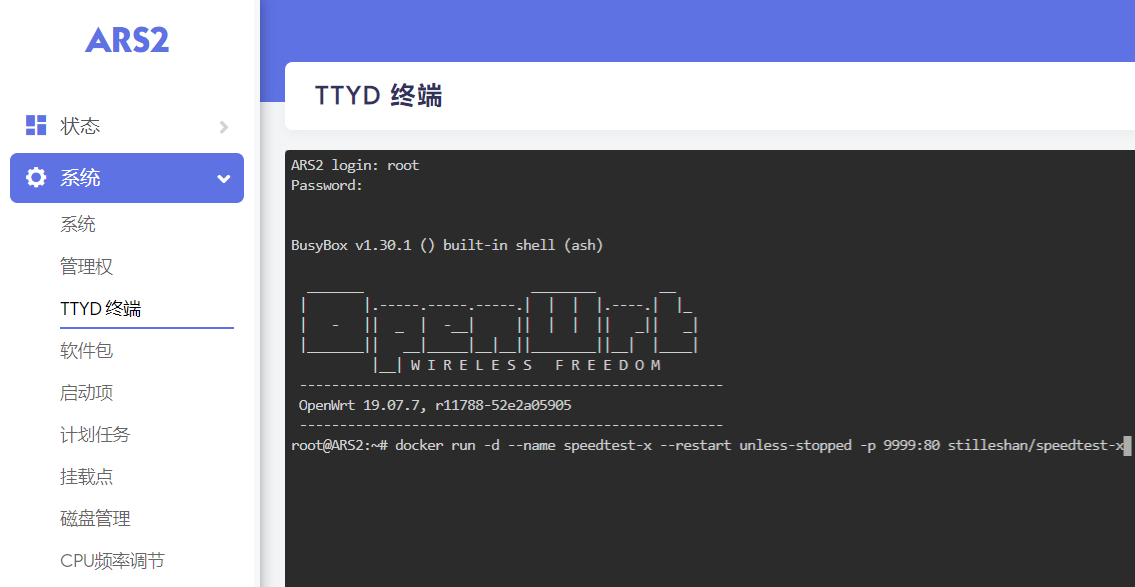 ARS2
状态
系统
系统
管理权
TTYD 终端
软件包
启动项
计划任务
挂载点
磁盘管理
CPU频率调节
TTYD 终端
ARS2 login: root
Password:
BusyBox v1.30.1 () built-in shell (ash)
OpenWrt
W I R E L E S S   F R E E D O M
-----------------------------------------------------
OpenWrt 19.07.7, r11788-52e2a05905
-----------------------------------------------------
root@ARS2:~# docker run -d --name speedtest-x --restart unless-stopped -p 9999:80 stilleshan/speedtest-x